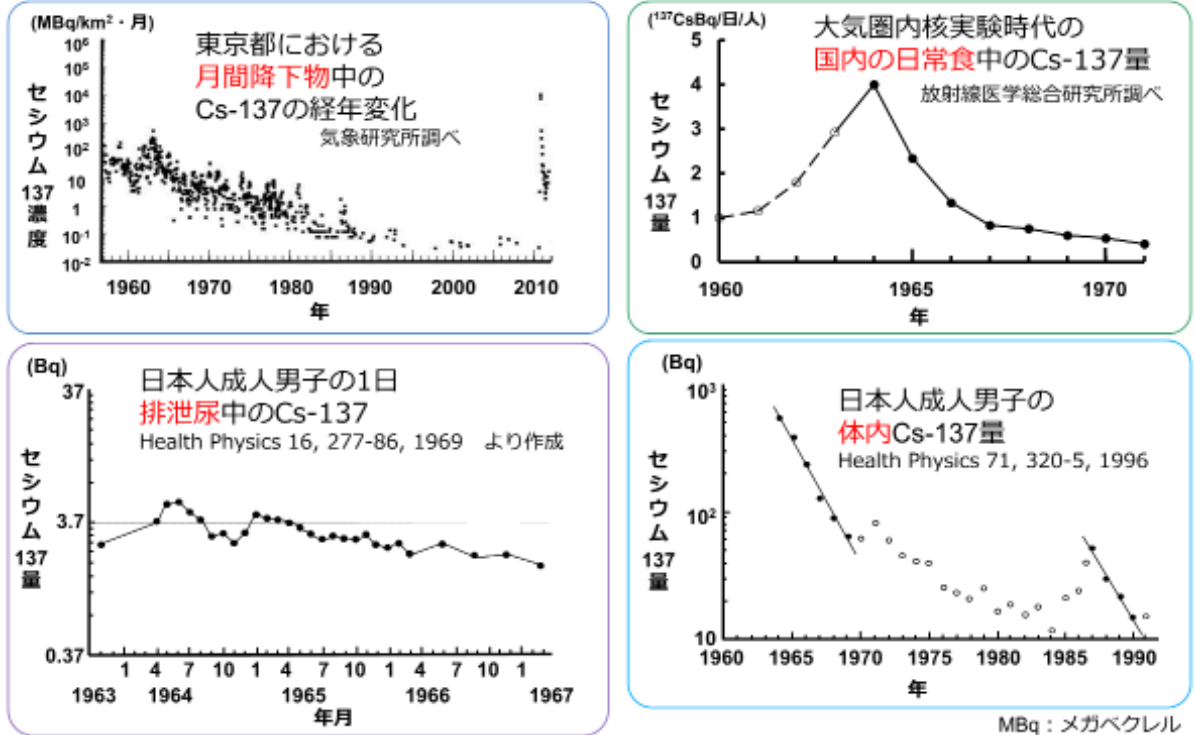 (MBq/km²・月)
東京都における
月間降下物中の
Cs-137の経年変化
気象研究所調べ
セシウム137濃度
10⁶
10⁵
10⁴
10³
10²
10
1
10⁻¹
10⁻²
1960 1970 1980 1990 2000 2010
年
(¹³⁷CsBq/日/人)
大気圏内核実験時代の
国内の日常食中のCs-137量
放射線医学総合研究所調べ
セシウム137量
5
4
3
2
1
0
1960 1965 1970
年
(Bq)
日本人成人男子の1日
排泄尿中のCs-137
Health Physics 16, 277-86, 1969 より作成
セシウム137量
37
3.7
0.37
1 4 7 10 1 4 7 10 1 4 7 10 1
1963 1964 1965 1966 1967
年月
(Bq)
日本人成人男子の
体内Cs-137量
Health Physics 71, 320-5, 1996
セシウム137量
10³
10²
10
1960 1965 1970 1975 1980 1985 1990
年
MBq：メガベクレル